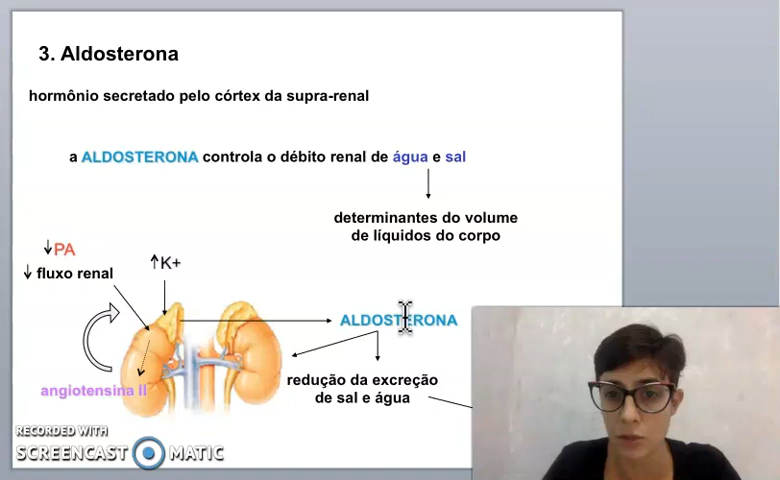 3. Aldosterona
hormônio secretado pelo córtex da supra-renal
a ALDOSTERONA controla o débito renal de água e sal
determinantes do volume
de líquidos do corpo
↓PA
↓ fluxo renal
↑K+
ALDOSTERONA
angiotensina II
redução da excreção
de sal e água
RECORDED WITH
SCREENCAST MATIC